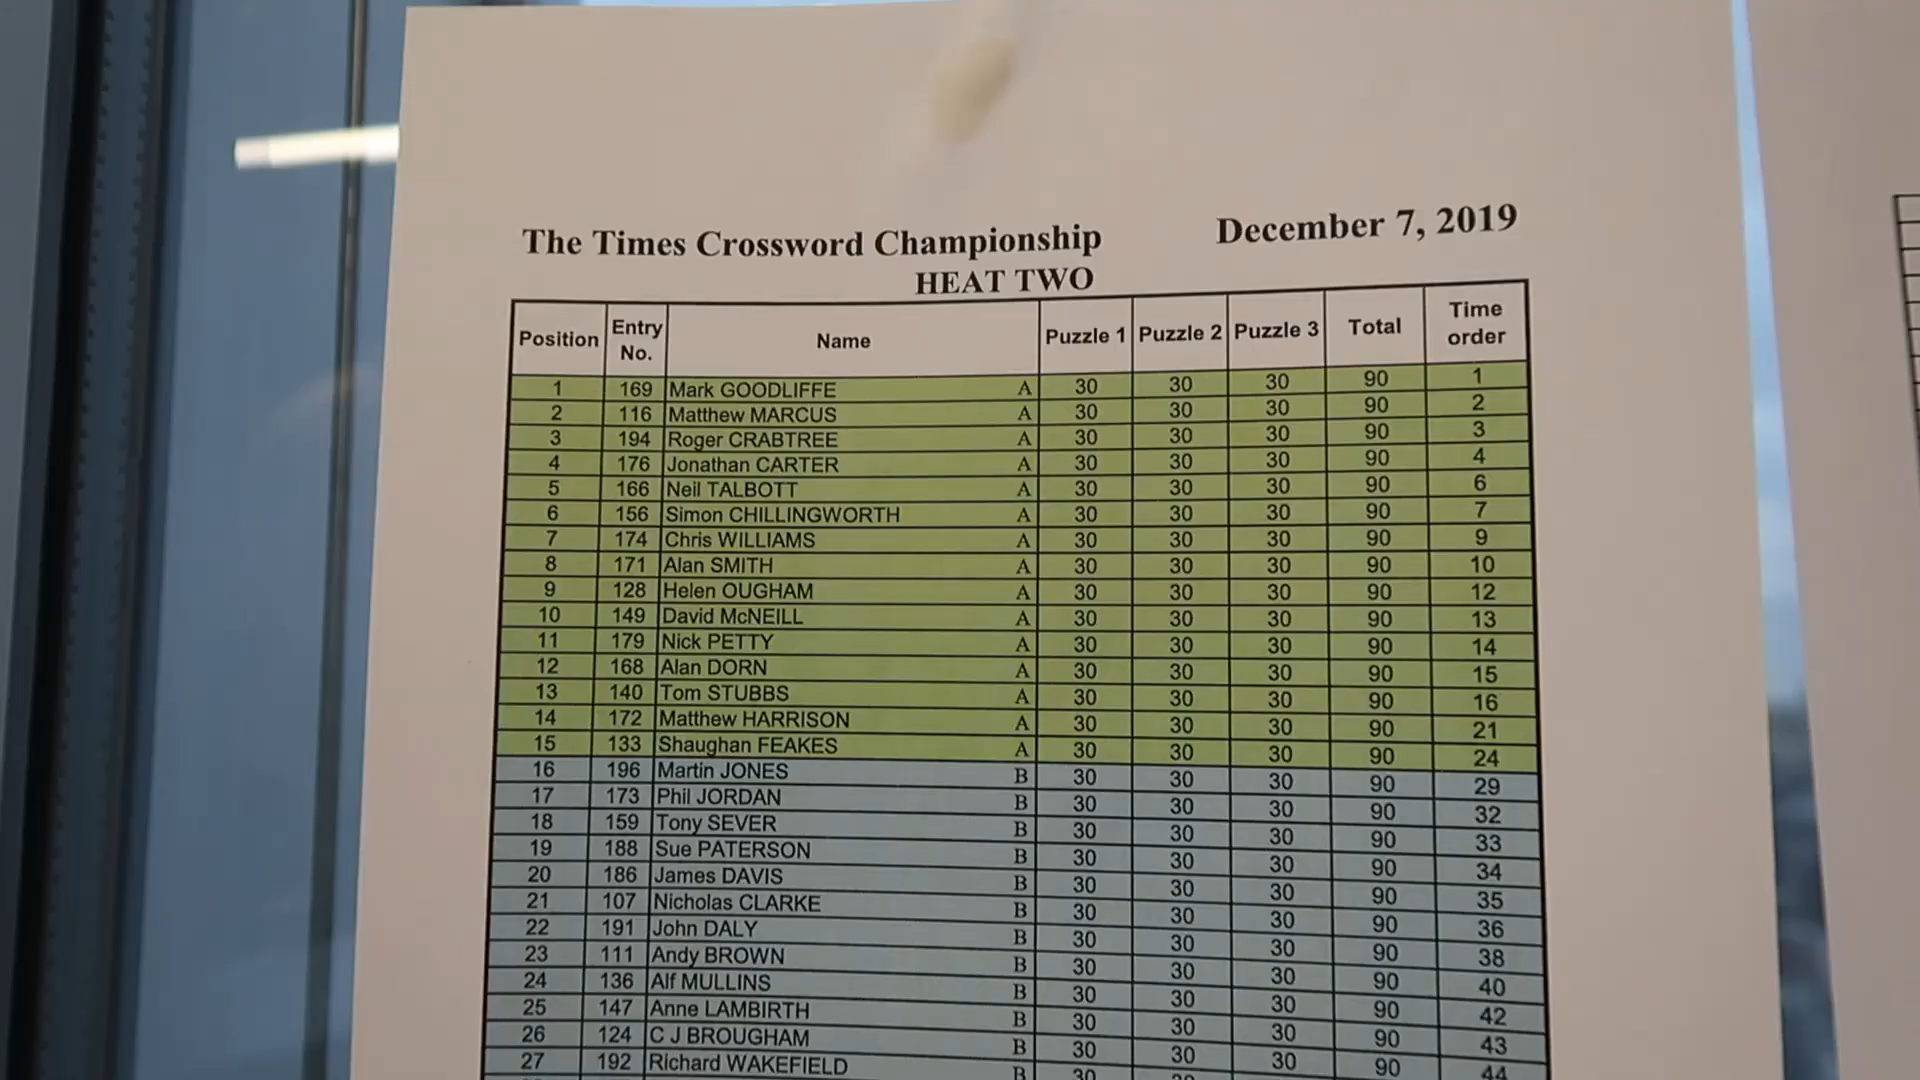 The Times Crossword Championship December 7, 2019
HEAT TWO
Position Entry No. Name Puzzle 1 Puzzle 2 Puzzle 3 Total Time order
1 169 Mark GOODLIFFE A 30 30 30 90 1
2 116 Matthew MARCUS A 30 30 30 90 2
3 194 Roger CRABTREE A 30 30 30 90 3
4 176 Jonathan CARTER A 30 30 30 90 4
5 166 Neil TALBOTT A 30 30 30 90 6
6 156 Simon CHILLINGWORTH A 30 30 30 90 7
7 174 Chris WILLIAMS A 30 30 30 90 9
8 171 Alan SMITH A 30 30 30 90 10
9 128 Helen OUGHAM A 30 30 30 90 12
10 149 David McNEILL A 30 30 30 90 13
11 179 Nick PETTY A 30 30 30 90 14
12 168 Alan DORN A 30 30 30 90 15
13 140 Tom STUBBS A 30 30 30 90 16
14 172 Matthew HARRISON A 30 30 30 90 21
15 133 Shaughan FEAKES A 30 30 30 90 24
16 196 Martin JONES B 30 30 30 90 29
17 173 Phil JORDAN B 30 30 30 90 32
18 159 Tony SEVER B 30 30 30 90 33
19 188 Sue PATERSON B 30 30 30 90 34
20 186 James DAVIS B 30 30 30 90 35
21 107 Nicholas CLARKE B 30 30 30 90 36
22 191 John DALY B 30 30 30 90 38
23 111 Andy BROWN B 30 30 30 90 40
24 136 Alf MULLINS B 30 30 30 90 42
25 147 Anne LAMBIRTH B 30 30 30 90 43
26 124 C J BROUGHAM B 30 30 30 90 44
27 192 Richard WAKEFIELD B 30